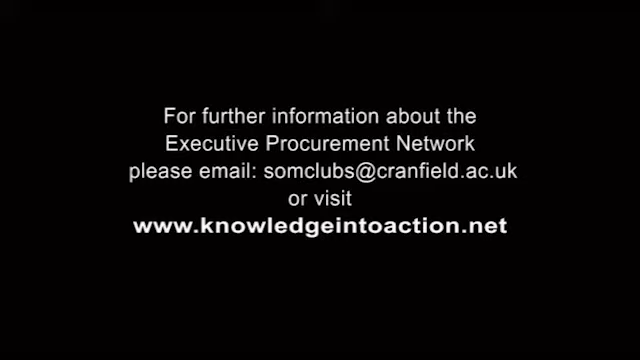 For further information about the
Executive Procurement Network
please email: somclubs@cranfield.ac.uk
or visit
www.knowledgeintoaction.net